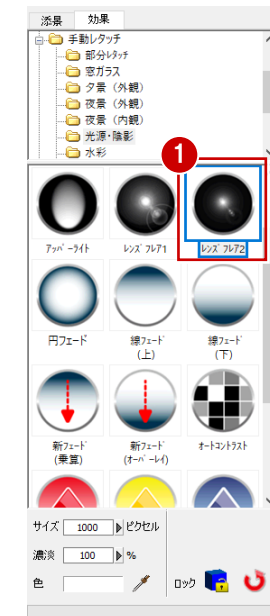 添景 効果
手動レタッチ
部分ﾚﾀｯﾁ
窓ガラス
夕景（外観）
夜景（外観）
夜景（内観）
光源・陰影
水彩
1
ｱｯﾊﾟｰﾗｲﾄ ﾚﾝｽﾞﾌﾚｱ1 ﾚﾝｽﾞﾌﾚｱ2
円フェード 線ﾌｪｰﾄﾞ 線ﾌｪｰﾄﾞ
(上) (下)
新ﾌｪｰﾄﾞ 新ﾌｪｰﾄﾞ ｵｰﾄｺﾝﾄﾗｽﾄ
(乗算) (ｵｰﾊﾞｰﾚｲ)
サイズ 1000 ピクセル
濃淡 100 %
色 ロック